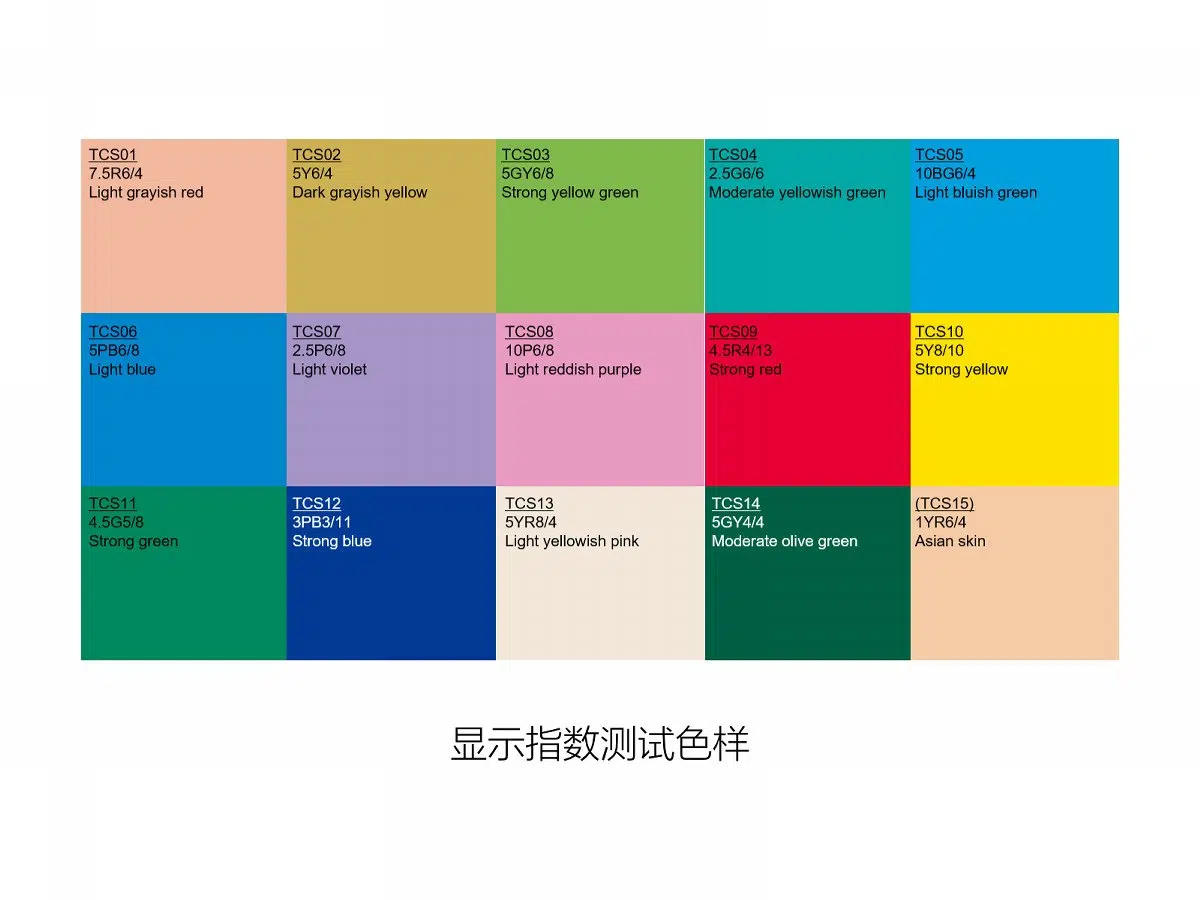 TCS01
7.5R6/4
Light grayish red
TCS02
5Y6/4
Dark grayish yellow
TCS03
5GY6/8
Strong yellow green
TCS04
2.5G6/6
Moderate yellowish green
TCS05
10BG6/4
Light bluish green
TCS06
5PB6/8
Light blue
TCS07
2.5P6/8
Light violet
TCS08
10P6/8
Light reddish purple
TCS09
4.5R4/13
Strong red
TCS10
5Y8/10
Strong yellow
TCS11
4.5G5/8
Strong green
TCS12
3PB3/11
Strong blue
TCS13
5YR8/4
Light yellowish pink
TCS14
5GY4/4
Moderate olive green
(TCS15)
1YR6/4
Asian skin
显示指数测试色样